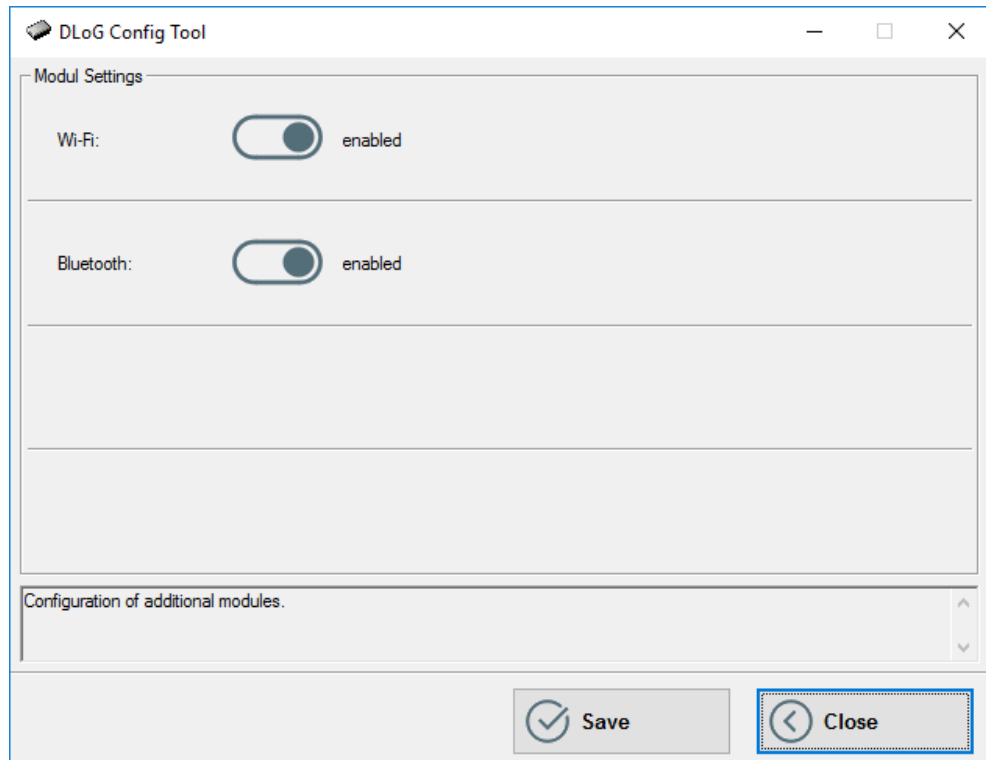 DLoG Config Tool
Modul Settings
Wi-Fi: enabled
Bluetooth: enabled
Configuration of additional modules.
Save Close